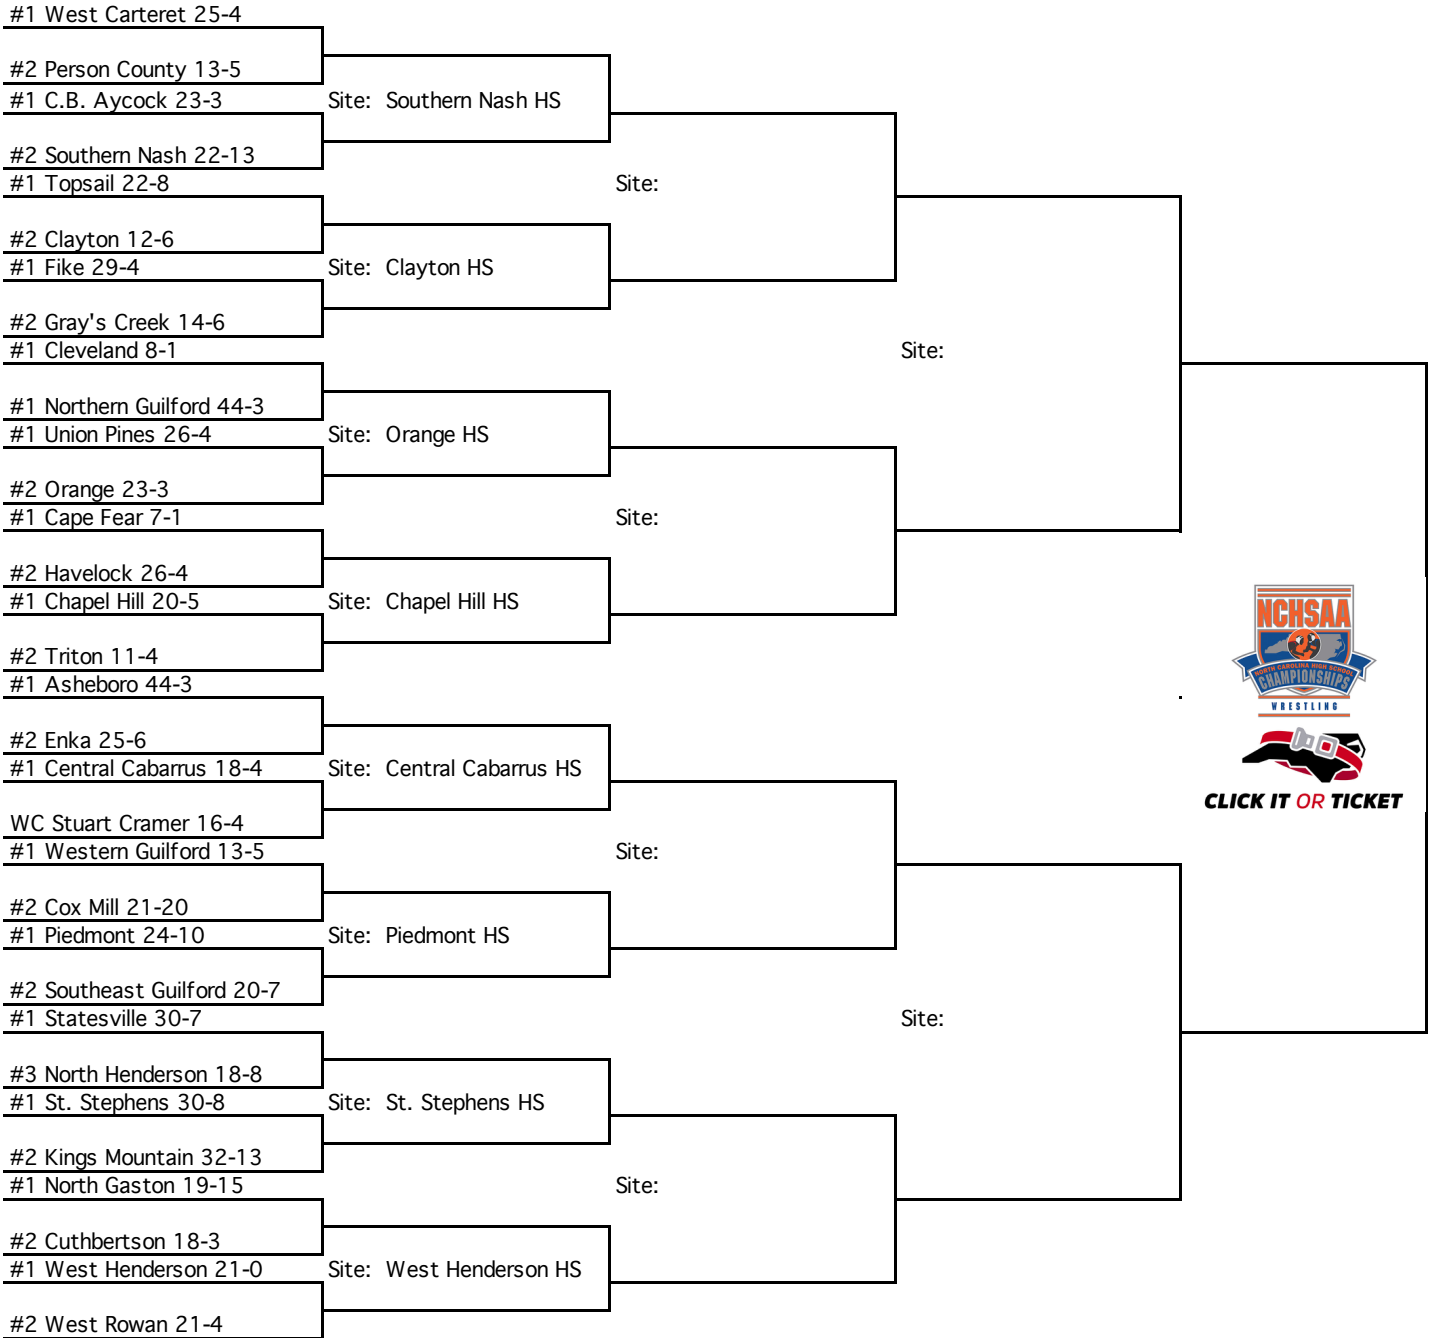 #1 West Carteret 25-4
#2 Person County 13-5
#1 C.B. Aycock 23-3
Site: Southern Nash HS
#2 Southern Nash 22-13
#1 Topsail 22-8
Site:
#2 Clayton 12-6
#1 Fike 29-4
Site: Clayton HS
#2 Gray's Creek 14-6
#1 Cleveland 8-1
Site:
#1 Northern Guilford 44-3
#1 Union Pines 26-4
Site: Orange HS
#2 Orange 23-3
#1 Cape Fear 7-1
Site:
#2 Havelock 26-4
#1 Chapel Hill 20-5
Site: Chapel Hill HS
#2 Triton 11-4
#1 Asheboro 44-3
NCHSAA
NORTH CAROLINA HIGH SCHOOL
CHAMPIONSHIPS
WRESTLING
#2 Enka 25-6
#1 Central Cabarrus 18-4
Site: Central Cabarrus HS
CLICK IT OR TICKET
WC Stuart Cramer 16-4
#1 Western Guilford 13-5
Site:
#2 Cox Mill 21-20
#1 Piedmont 24-10
Site: Piedmont HS
#2 Southeast Guilford 20-7
#1 Statesville 30-7
Site:
#3 North Henderson 18-8
#1 St. Stephens 30-8
Site: St. Stephens HS
#2 Kings Mountain 32-13
#1 North Gaston 19-15
Site:
#2 Cuthbertson 18-3
#1 West Henderson 21-0
Site: West Henderson HS
#2 West Rowan 21-4